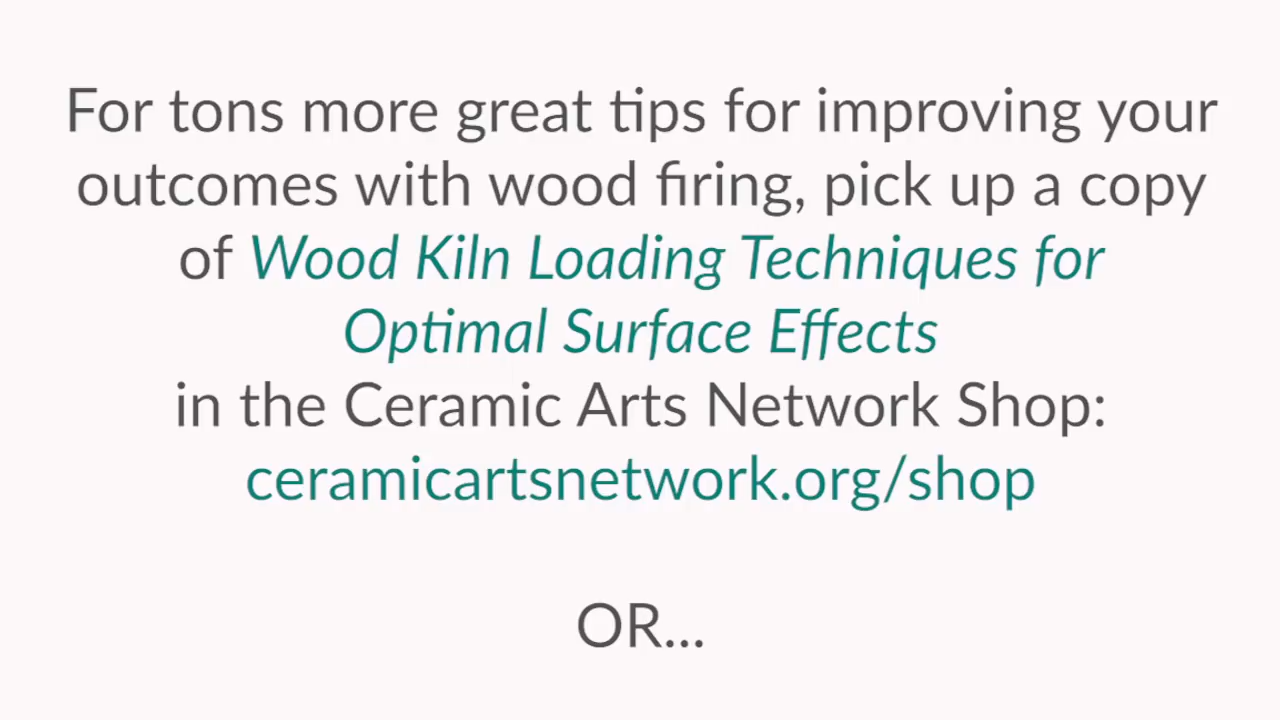 For tons more great tips for improving your
outcomes with wood firing, pick up a copy
of Wood Kiln Loading Techniques for
Optimal Surface Effects
in the Ceramic Arts Network Shop:
ceramicartsnetwork.org/shop
OR...